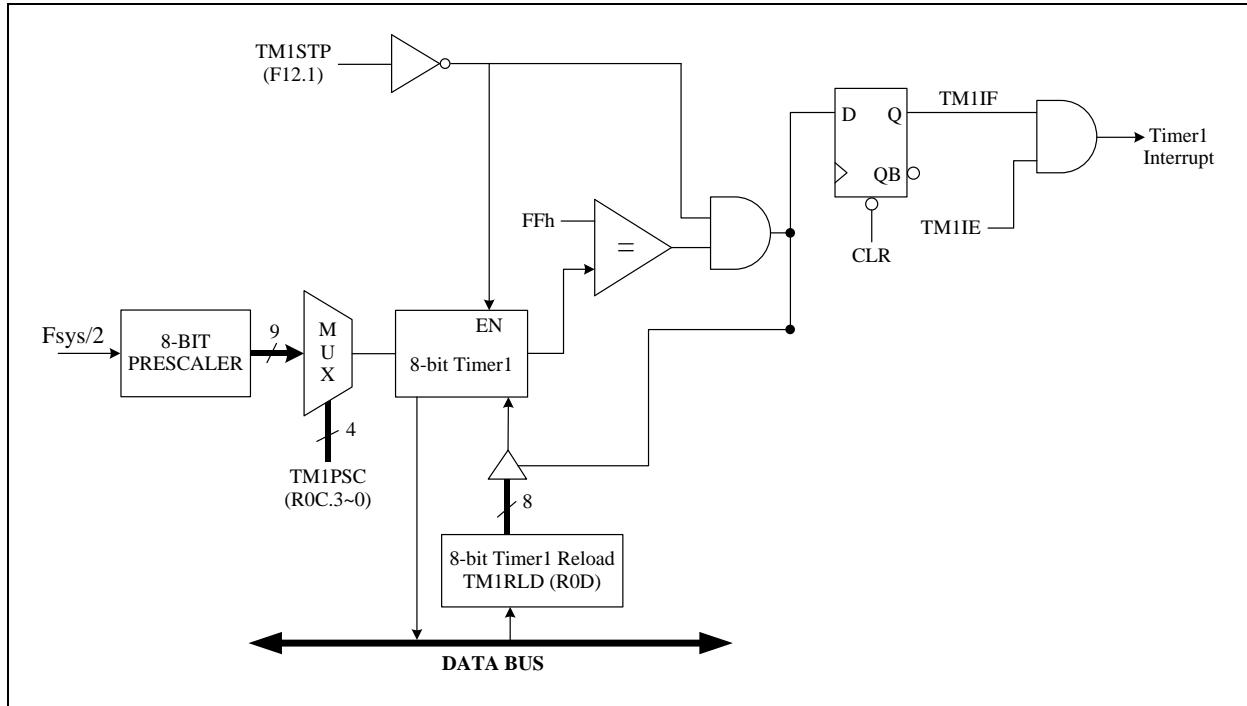 TM1STP
(F12.1)
D
Q
TM1IF
QB
CLR
TM1IE
Timer1
Interrupt
FFh
=
Fsys/2
8-BIT
PRESCALER
9
M
U
X
4
TM1PSC
(R0C.3~0)
EN
8-bit Timer1
8
8-bit Timer1 Reload
TM1RLD (R0D)
DATA BUS